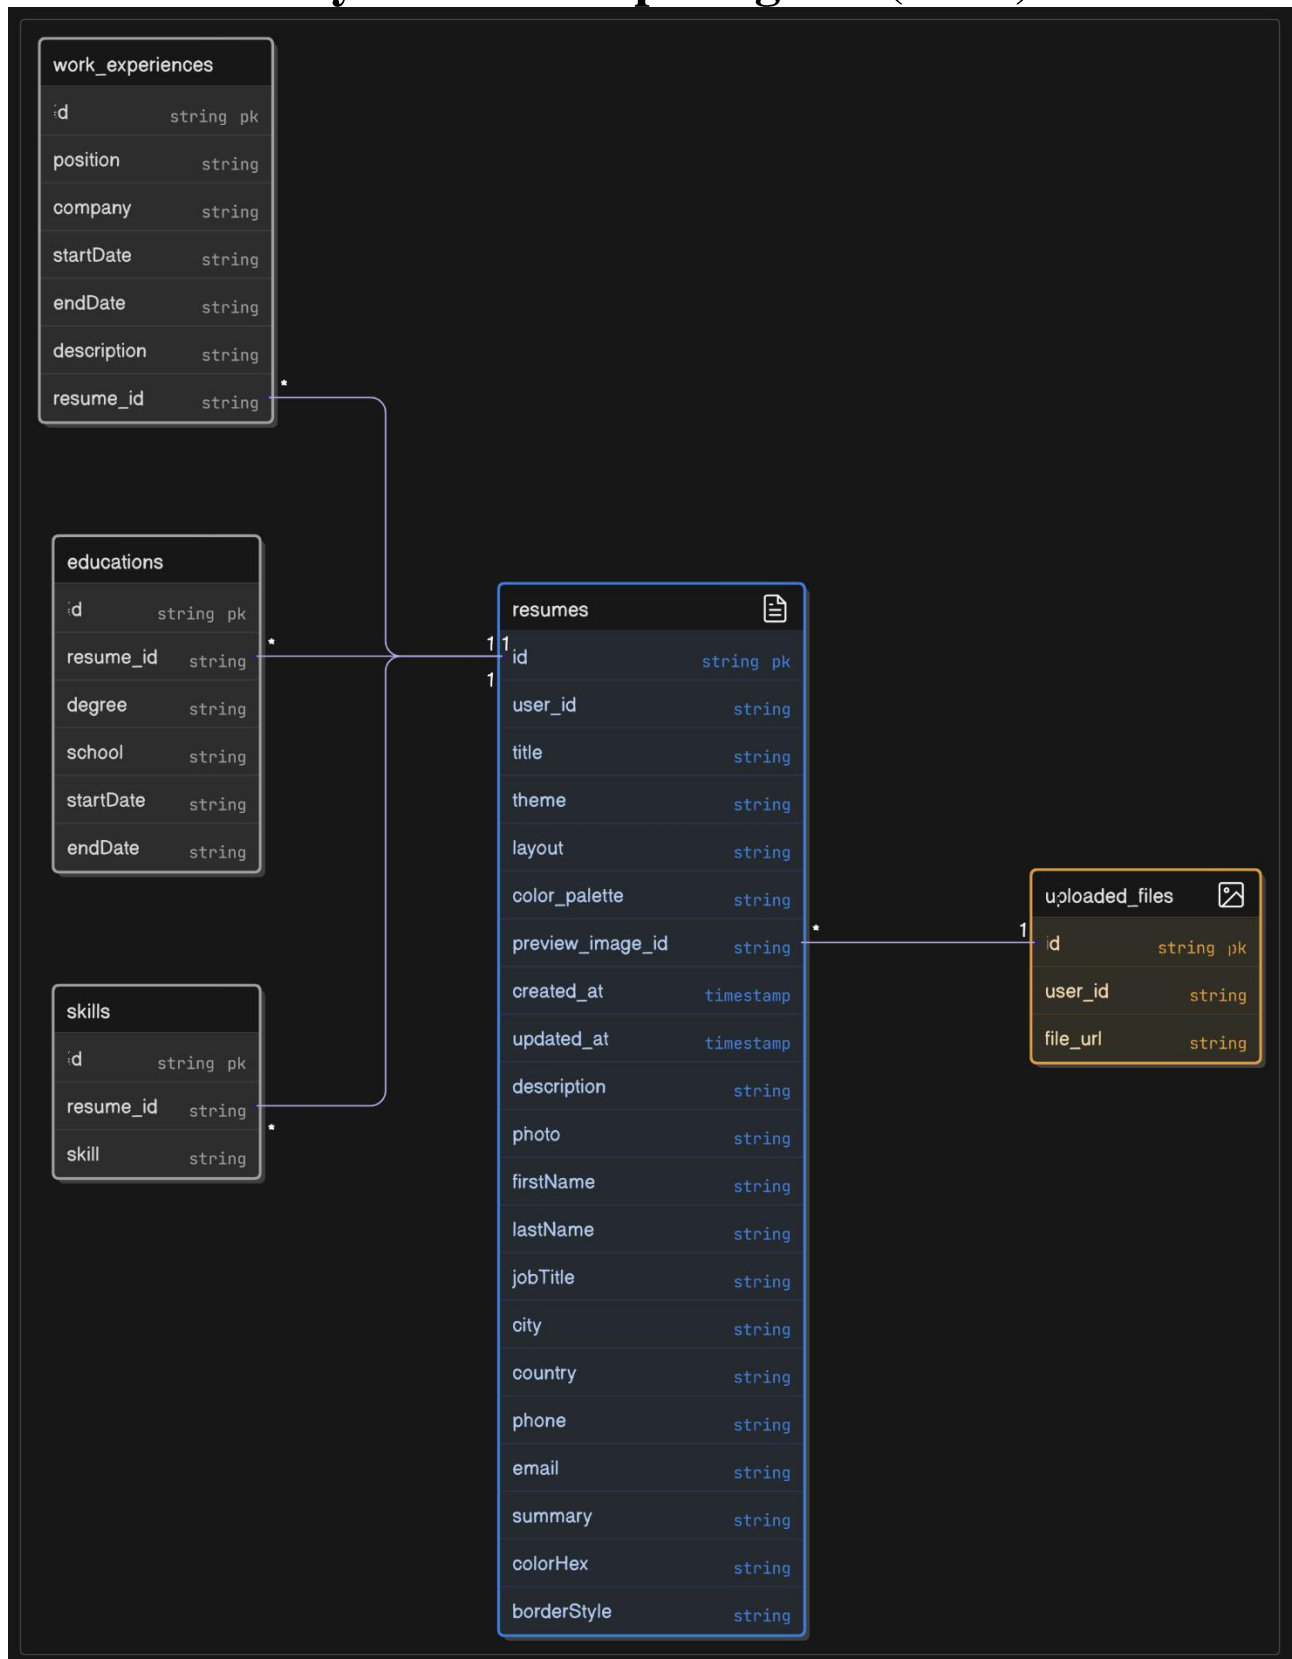 work_experiences
id string pk
position string
company string
startDate string
endDate string
description string
resume_id string
*
educations
id string pk
*
resume_id string
degree string
school string
startDate string
endDate string
skills
id string pk
resume_id string
*
skill string
resumes
1 1
id string pk
1
user_id string
title string
theme string
layout string
color_palette string
*
preview_image_id string
created_at timestamp
updated_at timestamp
description string
photo string
firstName string
lastName string
jobTitle string
city string
country string
phone string
email string
summary string
colorHex string
borderStyle string
uploaded_files
1
id string pk
user_id string
file_url string